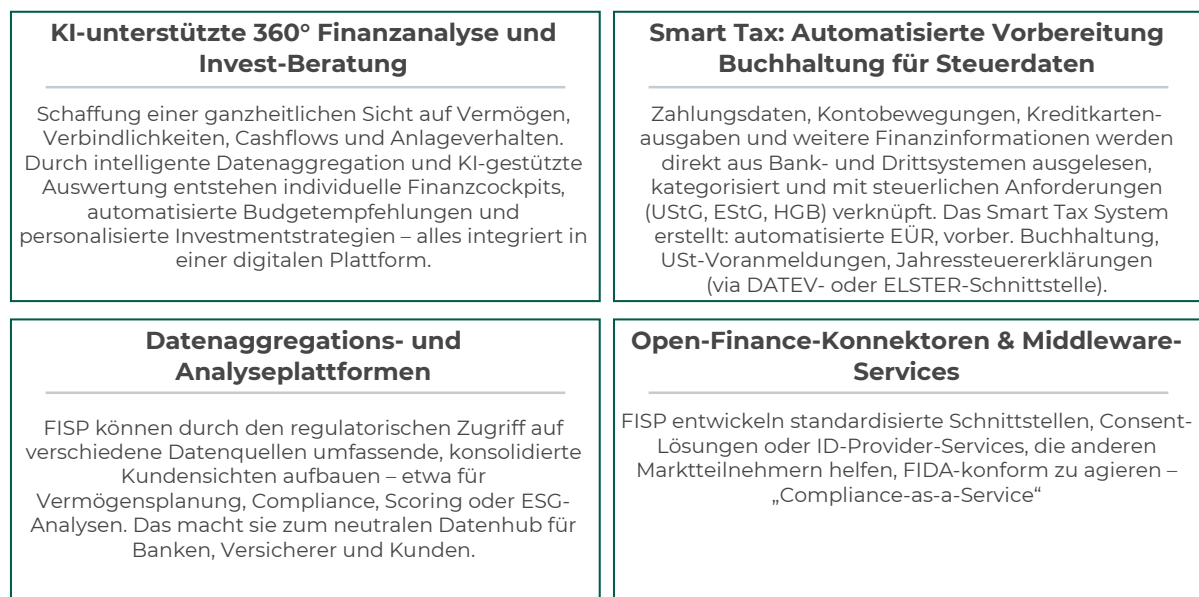 KI-unterstützte 360° Finanzanalyse und
Invest-Beratung
Schaffung einer ganzheitlichen Sicht auf Vermögen,
Verbindlichkeiten, Cashflows und Anlageverhalten.
Durch intelligente Datenaggregation und KI-gestützte
Auswertung entstehen individuelle Finanzcockpits,
automatisierte Budgetempfehlungen und
personalisierte Investmentstrategien – alles integriert in
einer digitalen Plattform.
Smart Tax: Automatisierte Vorbereitung
Buchhaltung für Steuerdaten
Zahlungsdaten, Kontobewegungen, Kreditkarten-
ausgaben und weitere Finanzinformationen werden
direkt aus Bank- und Drittsystemen ausgelesen,
kategorisiert und mit steuerlichen Anforderungen
(UStG, EStG, HGB) verknüpft. Das Smart Tax System
erstellt: automatisierte EÜR, vorber. Buchhaltung,
USt-Voranmeldungen, Jahressteuererklärungen
(via DATEV- oder ELSTER-Schnittstelle).
Datenaggregations- und
Analyseplattformen
FISP können durch den regulatorischen Zugriff auf
verschiedene Datenquellen umfassende, konsolidierte
Kundensichten aufbauen – etwa für
Vermögensplanung, Compliance, Scoring oder ESG-
Analysen. Das macht sie zum neutralen Datenhub für
Banken, Versicherer und Kunden.
Open-Finance-Konnektoren & Middleware-
Services
FISP entwickeln standardisierte Schnittstellen, Consent-
Lösungen oder ID-Provider-Services, die anderen
Marktteilnehmern helfen, FIDA-konform zu agieren –
„Compliance-as-a-Service“